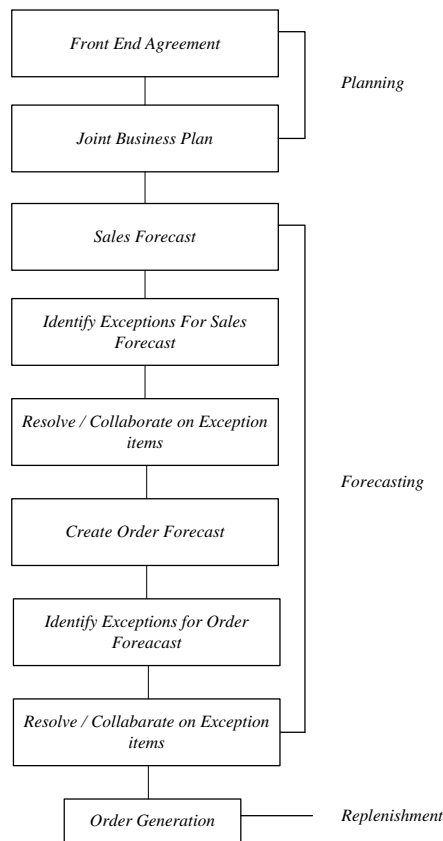 Front End Agreement
Planning
Joint Business Plan
Sales Forecast
Identify Exceptions For Sales
Forecast
Resolve / Collaborate on Exception
items
Forecasting
Create Order Forecast
Identify Exceptions for Order
Foreacast
Resolve / Collabarate on Exception
items
Order Generation
Replenishment